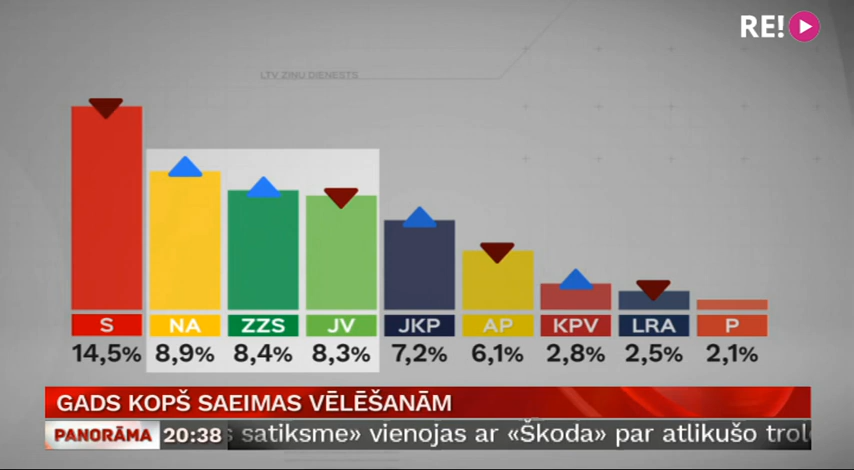 RE!
LTV ZIŅU DIENESTS
S NA ZZS JV JKP AP KPV LRA P
14,5% 8,9% 8,4% 8,3% 7,2% 6,1% 2,8% 2,5% 2,1%
GADS KOPŠ SAEIMAS VĒLĒŠANĀM
PANORĀMA 20:38 s satiksme» vienojas ar «Škoda» par atlikušo trol